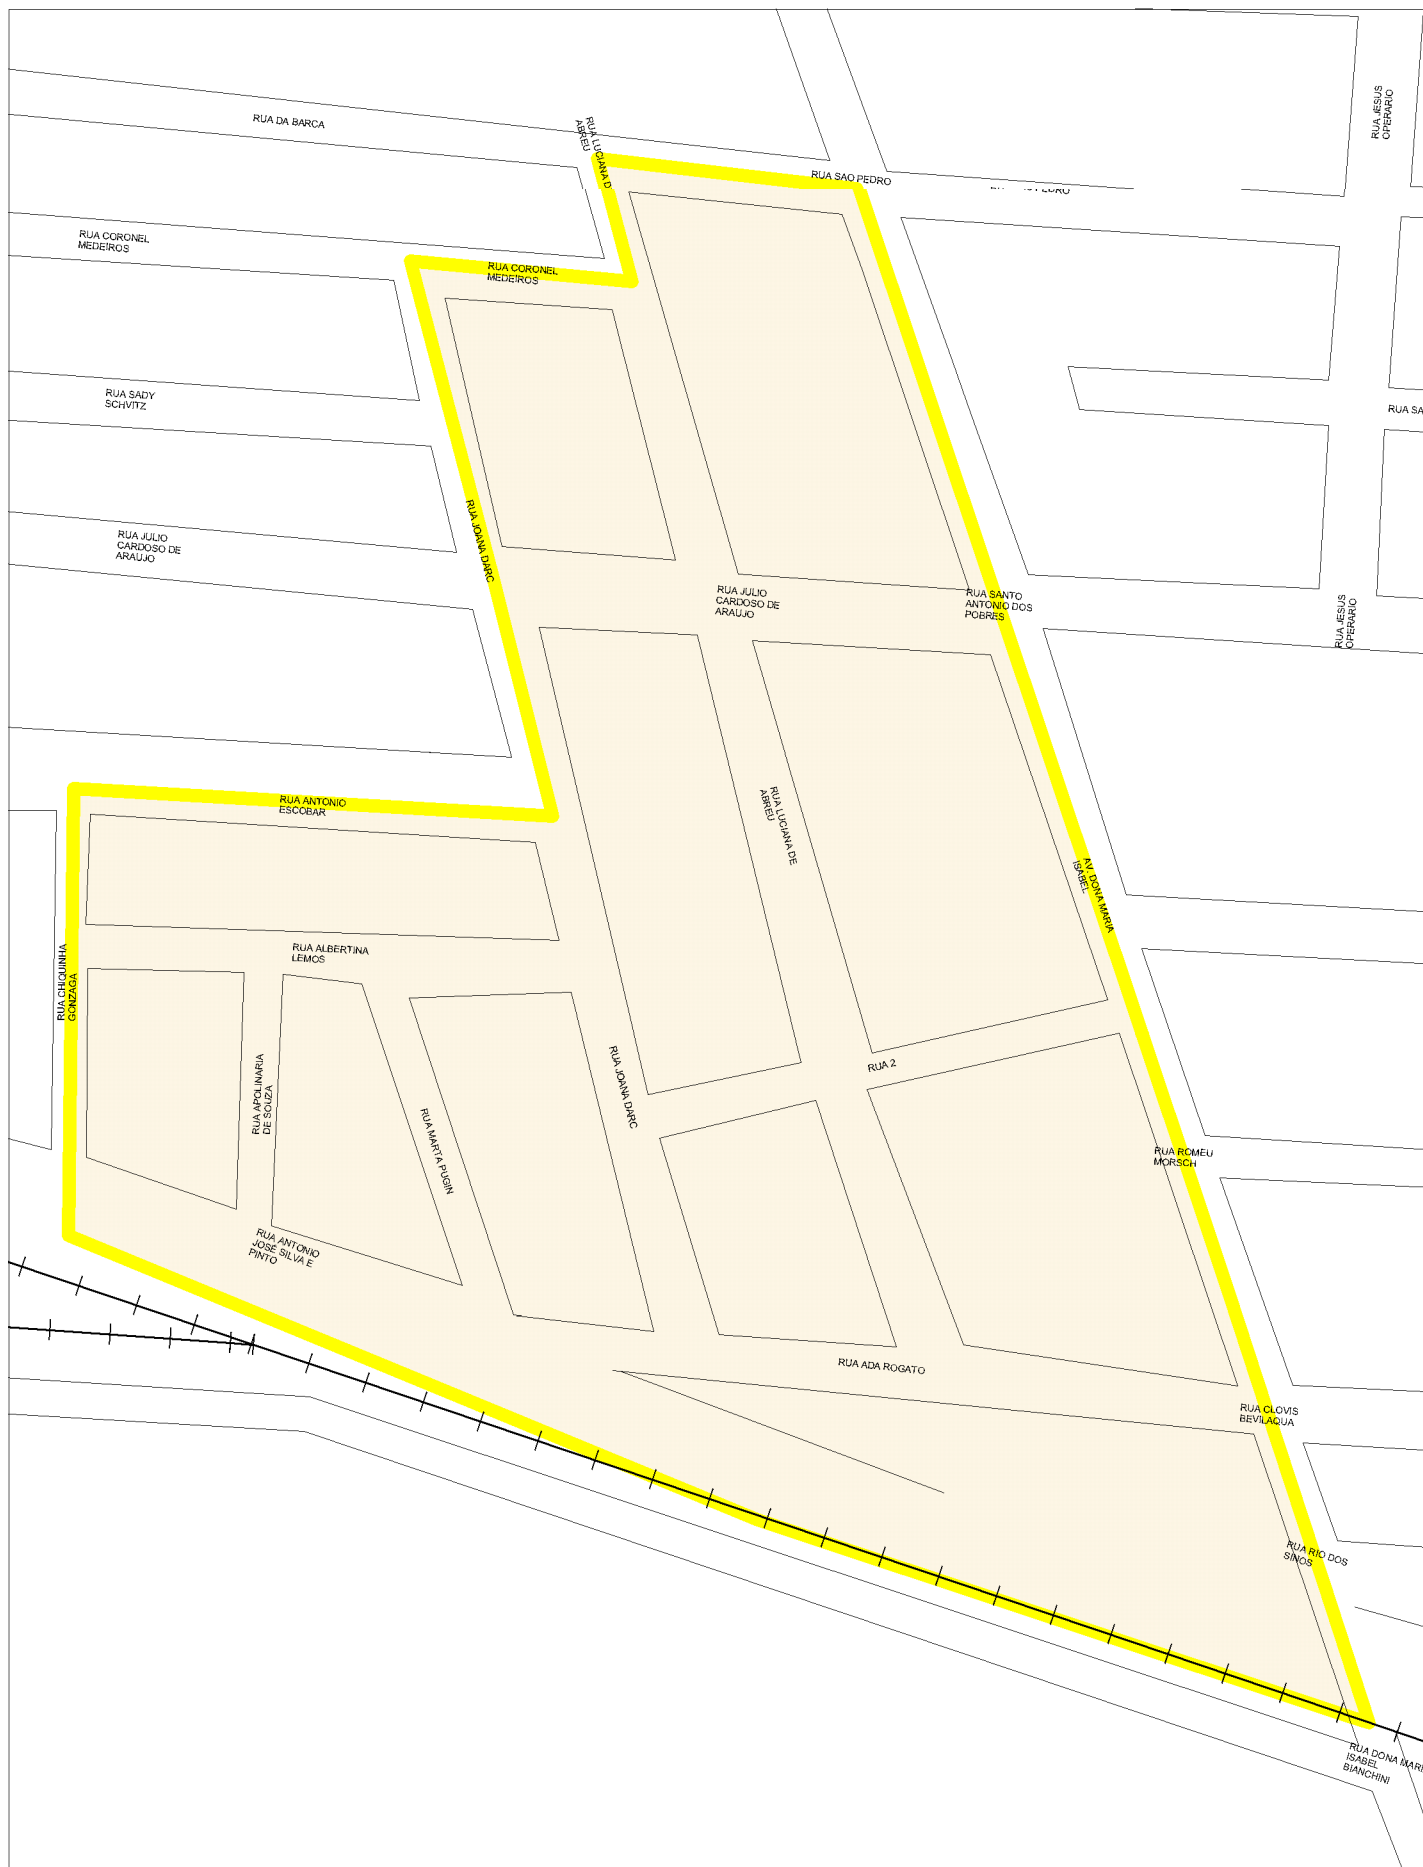 RUA JESUS
OPERARIO
RUA DA BARCA
RUA LUCIANA D
ABREU
RUA SAO PEDRO
RUA CORONEL
MEDEIROS
RUA CORONEL
MEDEIROS
RUA SADY
SCHVITZ
RUA SA
RUA JULIO
CARDOSO DE
ARAUJO
RUA JOANA DARC
RUA JULIO
CARDOSO DE
ARAUJO
RUA SANTO
ANTONIO DOS
POBRES
RUA JESUS
OPERARIO
RUA ANTONIO
ESCOBAR
RUA LUCIANA DE
ABREU
AV. DONA MARIA
ISABEL
RUA CHIQUINHA
GONZAGA
RUA ALBERTINA
LEMOS
RUA APOLINARIA
DE SOUZA
RUA MARTA PUGIN
RUA JOANA DARC
RUA 2
RUA ROMEU
MORSCH
RUA ANTONIO
JOSÉ SILVA E
PINTO
RUA ADA ROGATO
RUA CLOVIS
BEVILAQUA
RUA RIO DOS
SINOS
RUA DONA MARI
ISABEL
BIANCHINI